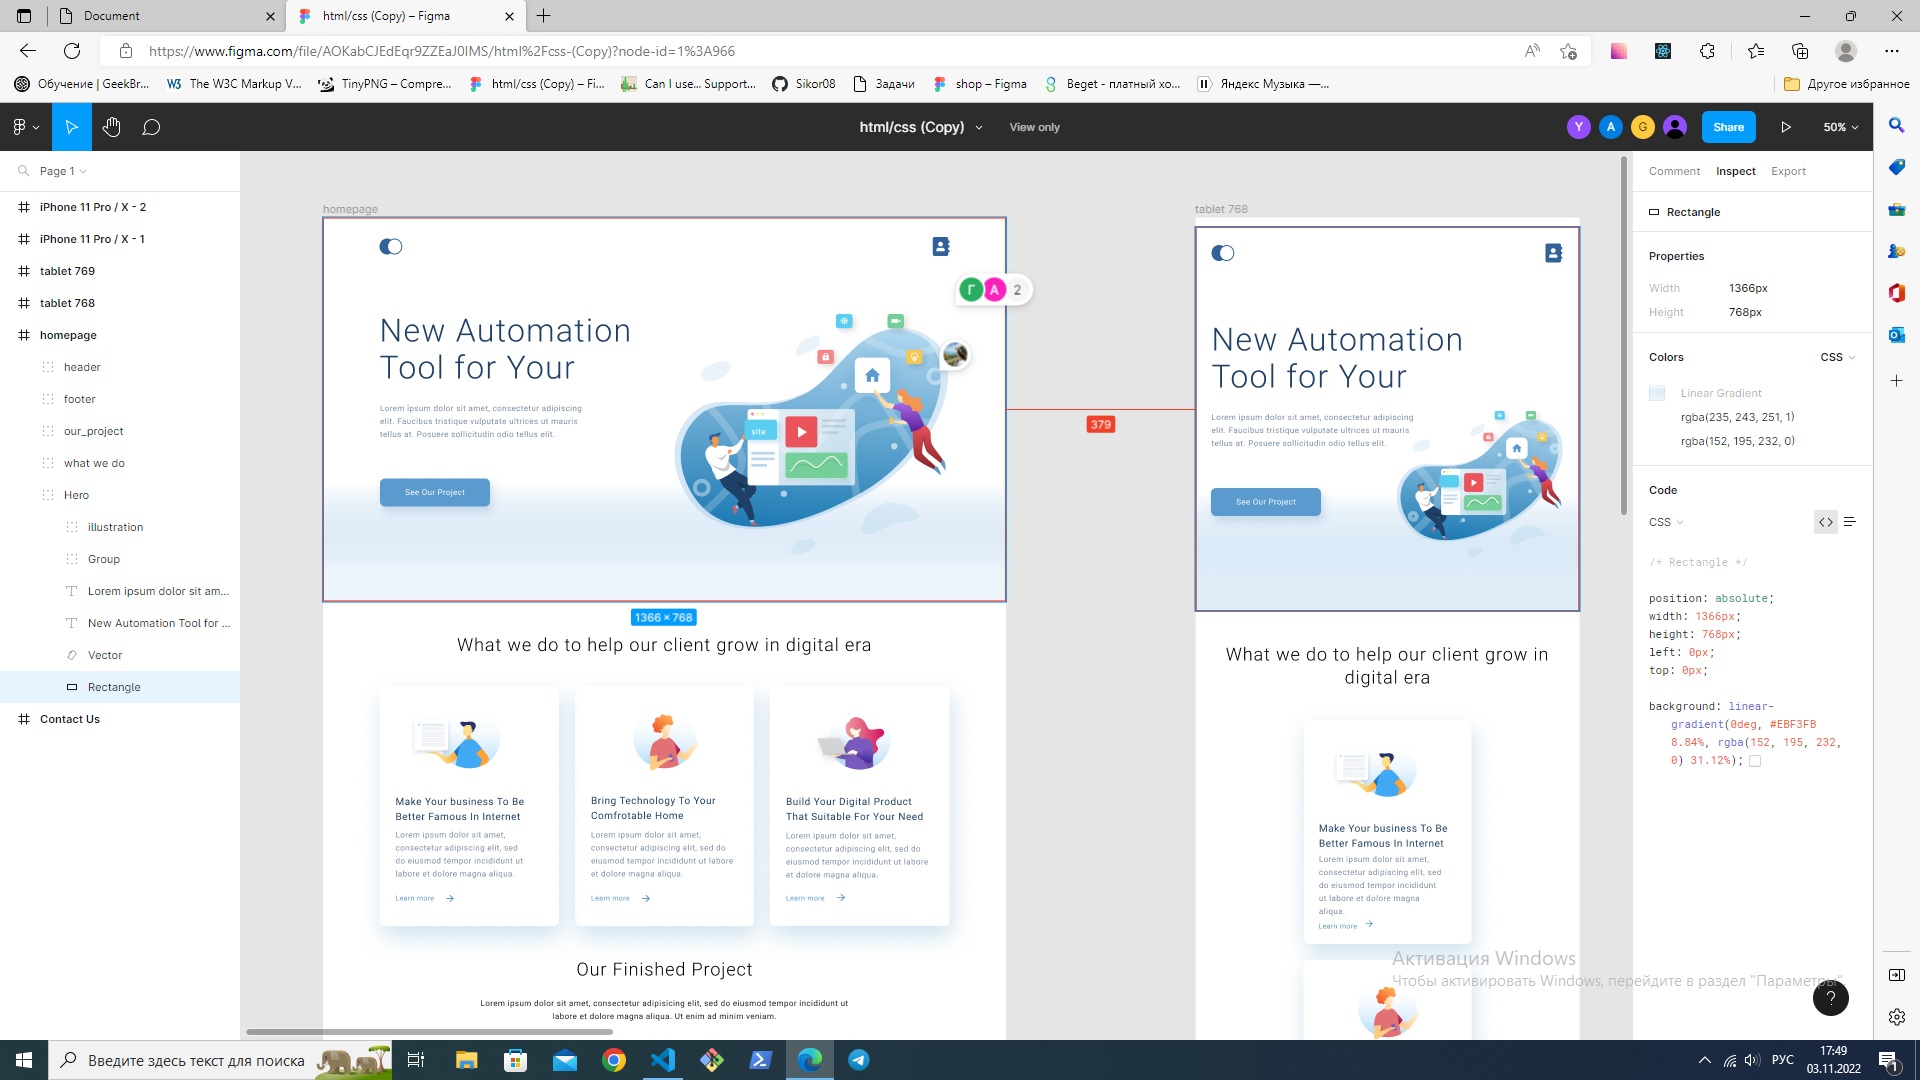 Document
html/css (Copy) – Figma
https://www.figma.com/file/AOKabCJEdEqr9ZZEaJ0IMS/html%2Fcss-(Copy)?node-id=1%3A966
Обучение | GeekBr...
The W3C Markup V...
TinyPNG – Compre...
html/css (Copy) – Fi...
Can I use... Support...
Sikor08
Задачи
shop – Figma
Beget - платный хо...
Яндекс Музыка —...
Другое избранное
html/css (Copy)
View only
Y
A
G
Share
50%
Page 1
iPhone 11 Pro / X - 2
iPhone 11 Pro / X - 1
tablet 769
tablet 768
homepage
header
footer
our_project
what we do
Hero
illustration
Group
Lorem ipsum dolor sit am...
New Automation Tool for ...
Vector
Rectangle
Contact Us
homepage
Г
A
2
New Automation
Tool for Your
Lorem ipsum dolor sit amet, consectetur adipiscing
elit. Faucibus tristique vulputate ultrices ut mauris
tellus at. Posuere sollicitudin odio tellus elit.
See Our Project
site
1366 × 768
379
What we do to help our client grow in digital era
Make Your business To Be
Better Famous In Internet
Lorem ipsum dolor sit amet,
consectetur adipiscing elit, sed
do eiusmod tempor incididunt ut
labore et dolore magna aliqua.
Learn more
Bring Technology To Your
Comfrotable Home
Lorem ipsum dolor sit amet,
consectetur adipiscing elit, sed do
eiusmod tempor incididunt ut labore
et dolore magna aliqua.
Learn more
Build Your Digital Product
That Suitable For Your Need
Lorem ipsum dolor sit amet,
consectetur adipiscing elit, sed do
eiusmod tempor incididunt ut labore
et dolore magna aliqua.
Learn more
Our Finished Project
Lorem ipsum dolor sit amet, consectetur adipisicing elit, sed do eiusmod tempor incididunt ut
labore et dolore magna aliqua. Ut enim ad minim veniam.
tablet 768
New Automation
Tool for Your
Lorem ipsum dolor sit amet, consectetur adipiscing
elit. Faucibus tristique vulputate ultrices ut mauris
tellus at. Posuere sollicitudin odio tellus elit.
See Our Project
What we do to help our client grow in
digital era
Make Your business To Be
Better Famous In Internet
Lorem ipsum dolor sit amet,
consectetur adipiscing elit, sed
do eiusmod tempor incididunt
ut labore et dolore magna
aliqua.
Learn more
Comment
Inspect
Export
Rectangle
Properties
Width 1366px
Height 768px
Colors
CSS
Linear Gradient
rgba(235, 243, 251, 1)
rgba(152, 195, 232, 0)
Code
CSS
/* Rectangle */
position: absolute;
width: 1366px;
height: 768px;
left: 0px;
top: 0px;
background: linear-
gradient(0deg, #EBF3FB
8.84%, rgba(152, 195, 232,
0) 31.12%);
Активация Windows
Чтобы активировать Windows, перейдите в раздел "Параметры".
?
Введите здесь текст для поиска
РУС
17:49
03.11.2022
1